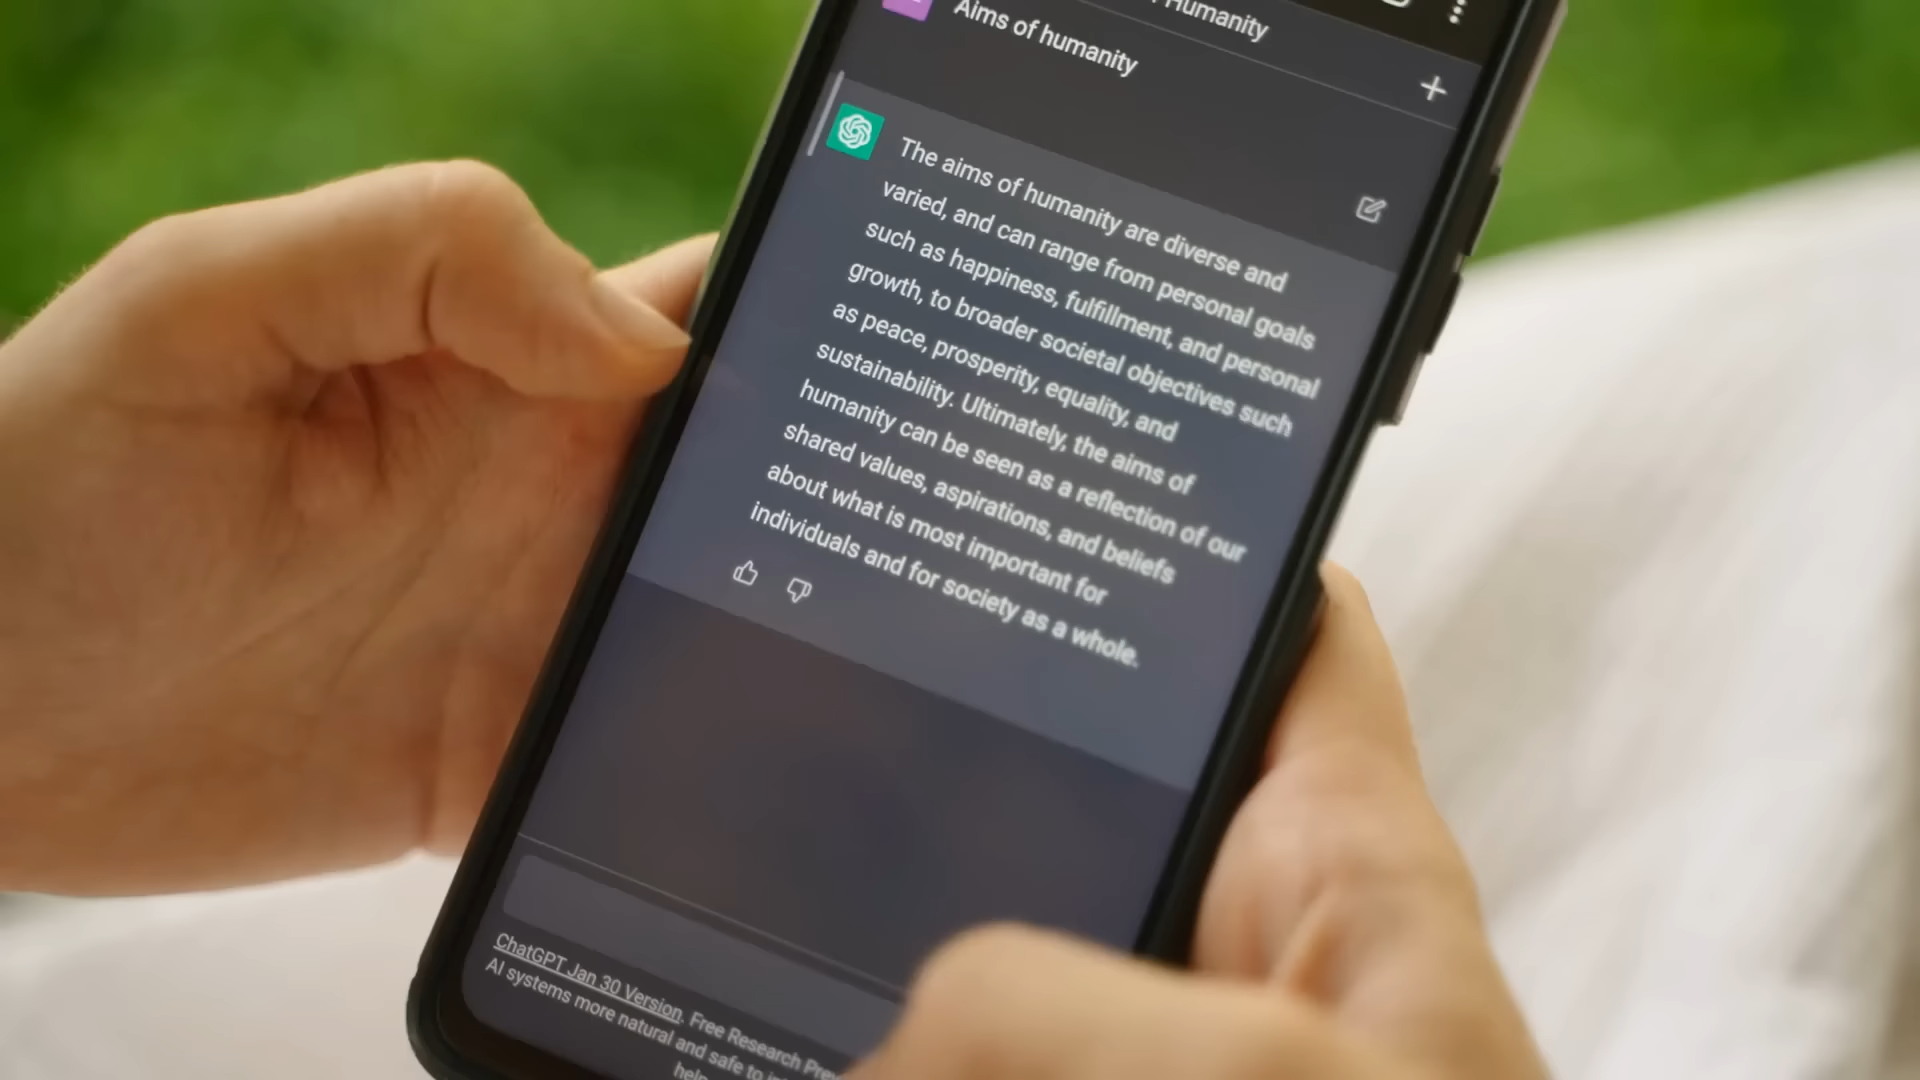 Humanity
Aims of humanity
The aims of humanity are diverse and
varied, and can range from personal goals
such as happiness, fulfillment, and personal
growth, to broader societal objectives such
as peace, prosperity, equality, and
sustainability. Ultimately, the aims of
humanity can be seen as a reflection of our
shared values, aspirations, and beliefs
about what is most important for
individuals and for society as a whole.
ChatGPT Jan 30 Version. Free Research
AI systems more natural and safe to